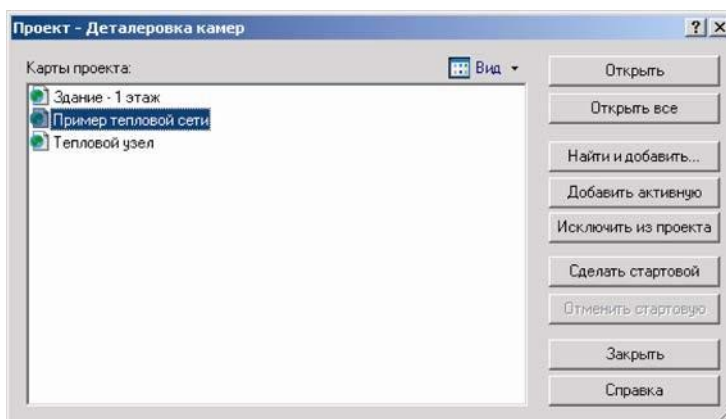 Проект - Деталеровка камер
Карты проекта:
Вид
Здание - 1 этаж
Пример тепловой сети
Тепловой узел
Открыть
Открыть все
Найти и добавить...
Добавить активную
Исключить из проекта
Сделать стартовой
Отменить стартовую
Закрыть
Справка